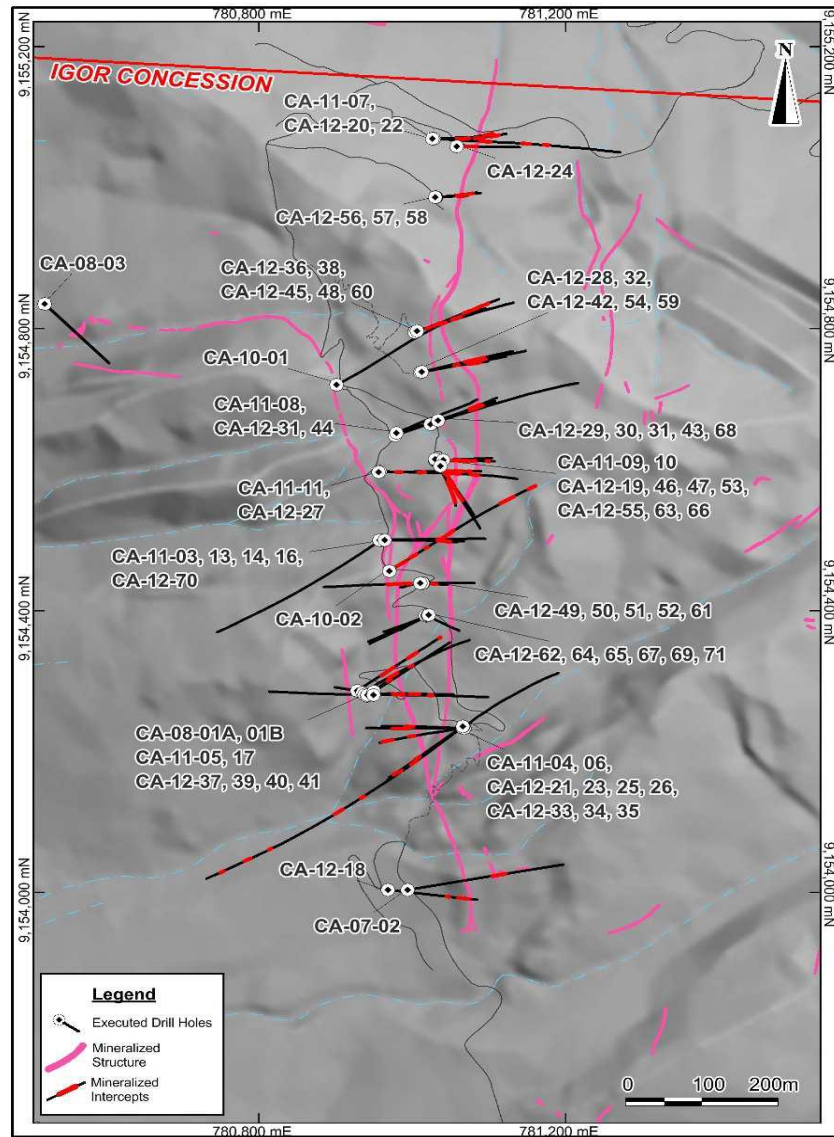 780,800 mE
781,200 mE
9,155,200 mN
9,155,200 mN
IGOR CONCESSION
N
CA-11-07,
CA-12-20, 22
CA-12-24
CA-12-56, 57, 58
CA-08-03
CA-12-36, 38,
CA-12-45, 48, 60
CA-12-28, 32,
CA-12-42, 54, 59
9,154,800 mN
9,154,800 mN
CA-10-01
CA-11-08,
CA-12-31, 44
CA-12-29, 30, 31, 43, 68
CA-11-09, 10
CA-12-19, 46, 47, 53,
CA-12-55, 63, 66
CA-11-11,
CA-12-27
CA-11-03, 13, 14, 16,
CA-12-70
CA-10-02
CA-12-49, 50, 51, 52, 61
9,154,400 mN
9,154,400 mN
CA-12-62, 64, 65, 67, 69, 71
CA-08-01A, 01B
CA-11-05, 17
CA-12-37, 39, 40, 41
CA-11-04, 06,
CA-12-21, 23, 25, 26,
CA-12-33, 34, 35
CA-12-18
CA-07-02
9,154,000 mN
9,154,000 mN
Legend
Executed Drill Holes
Mineralized
Structure
Mineralized
Intercepts
0 100 200m
780,800 mE
781,200 mE